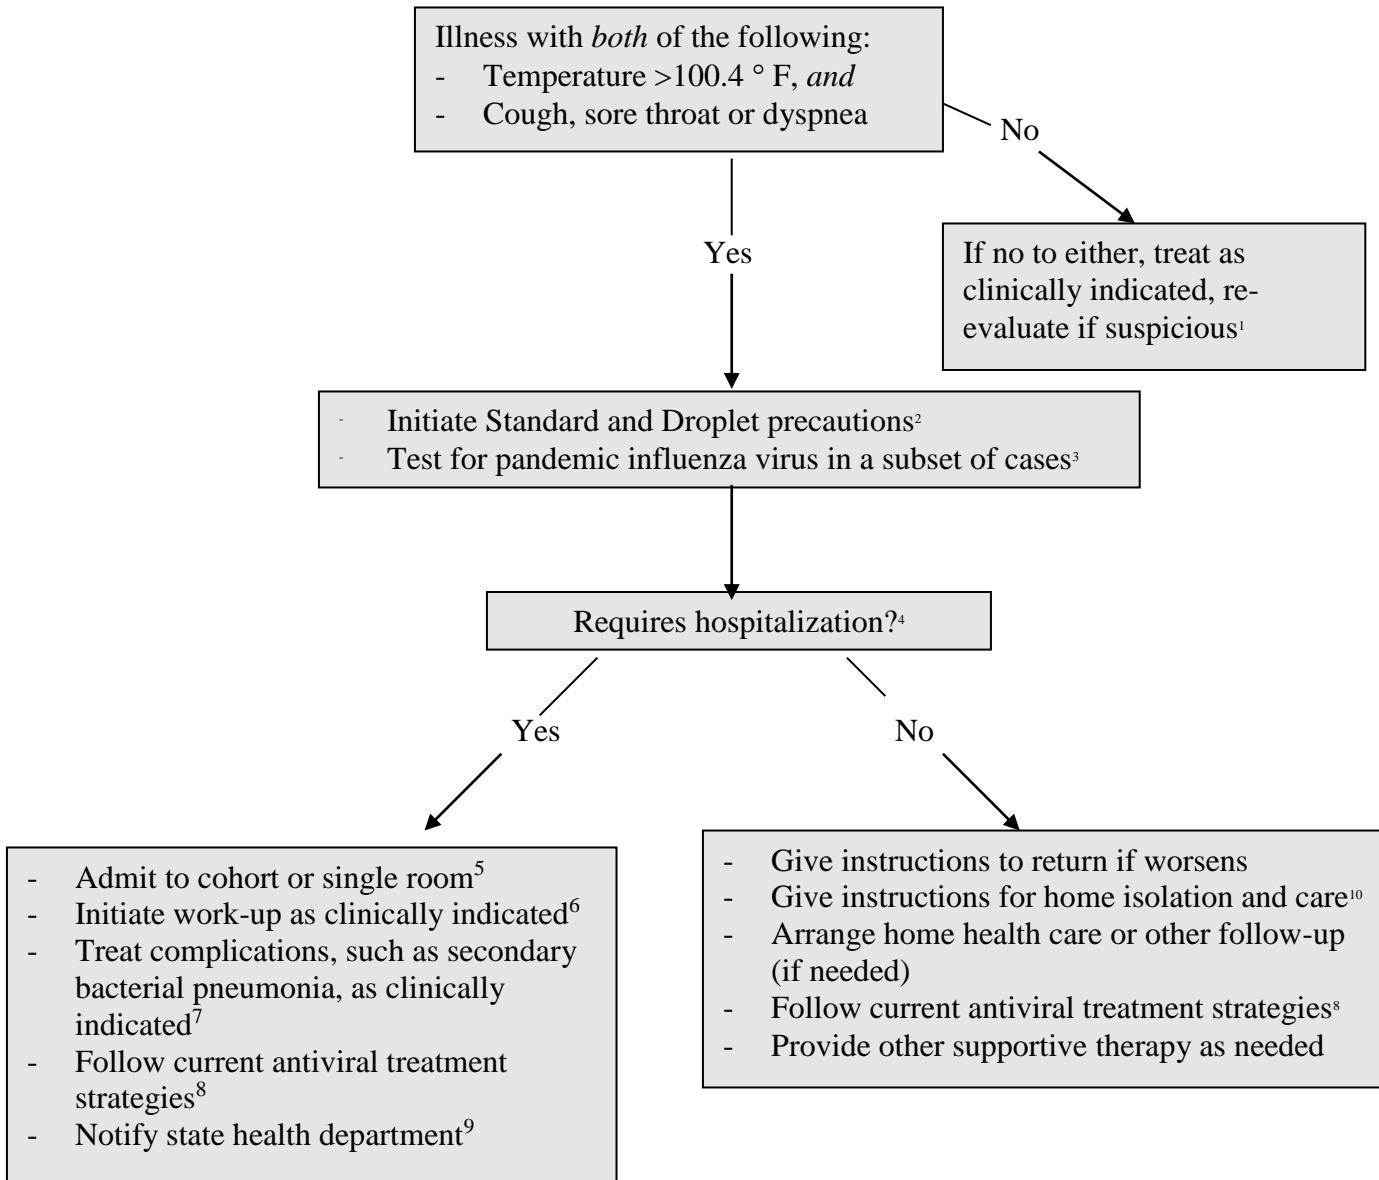 Illness with both of the following:
- Temperature >100.4 ° F, and
- Cough, sore throat or dyspnea
No
Yes
If no to either, treat as
clinically indicated, re-
evaluate if suspicious¹
- Initiate Standard and Droplet precautions²
- Test for pandemic influenza virus in a subset of cases³
Requires hospitalization?⁴
Yes
No
- Admit to cohort or single room⁵
- Initiate work-up as clinically indicated⁶
- Treat complications, such as secondary
bacterial pneumonia, as clinically
indicated⁷
- Follow current antiviral treatment
strategies⁸
- Notify state health department⁹
- Give instructions to return if worsens
- Give instructions for home isolation and care¹⁰
- Arrange home health care or other follow-up
(if needed)
- Follow current antiviral treatment strategies⁸
- Provide other supportive therapy as needed